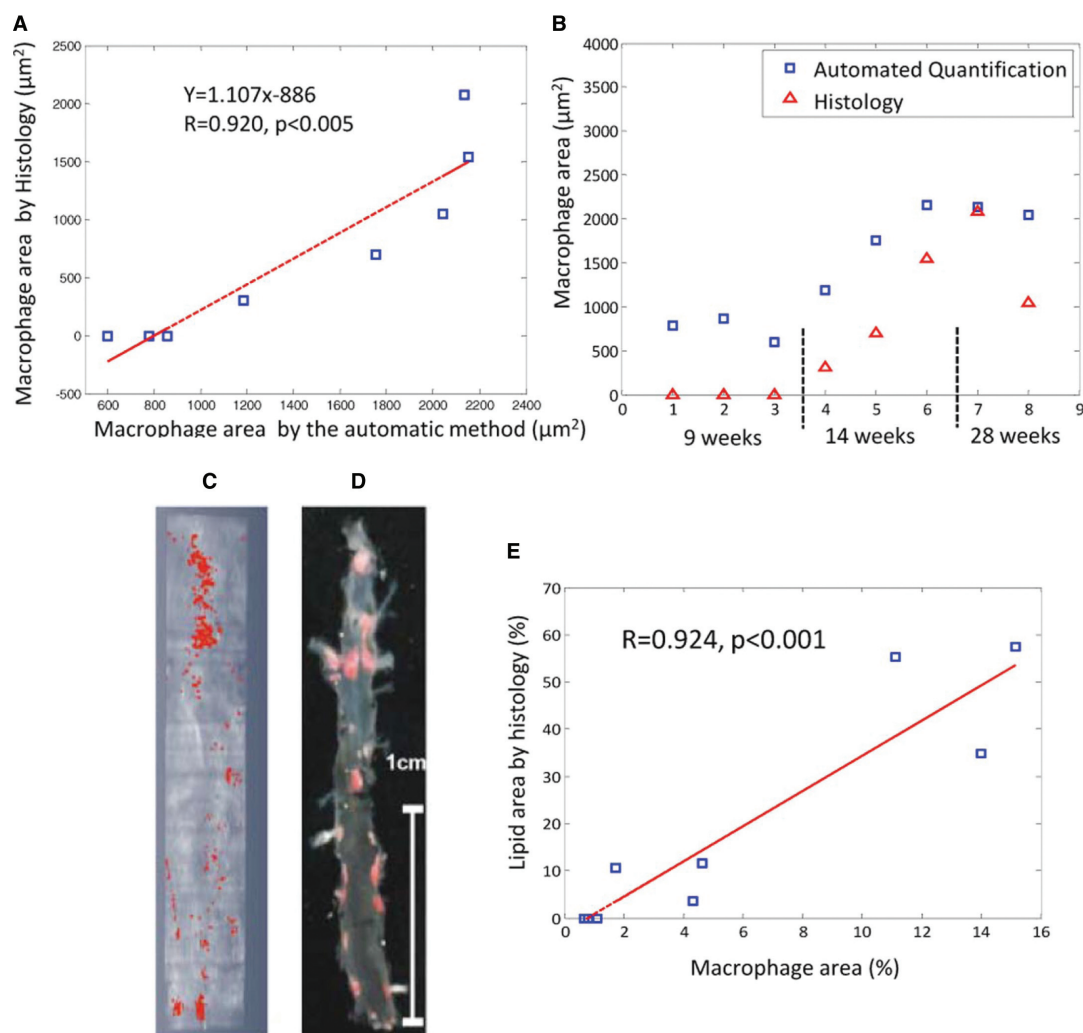 A
Macrophage area by Histology (μm²)
2500
2000
1500
1000
500
0
-500
Y=1.107x-886
R=0.920, p<0.005
600 800 1000 1200 1400 1600 1800 2000 2200 2400
Macrophage area by the automatic method (μm²)
B
Macrophage area (μm²)
4000
3500
3000
2500
2000
1500
1000
500
0
Automated Quantification
Histology
0 1 2 3 4 5 6 7 8 9
9 weeks 14 weeks 28 weeks
C
D
1cm
E
Lipid area by histology (%)
70
60
50
40
30
20
10
0
R=0.924, p<0.001
0 2 4 6 8 10 12 14 16
Macrophage area (%)